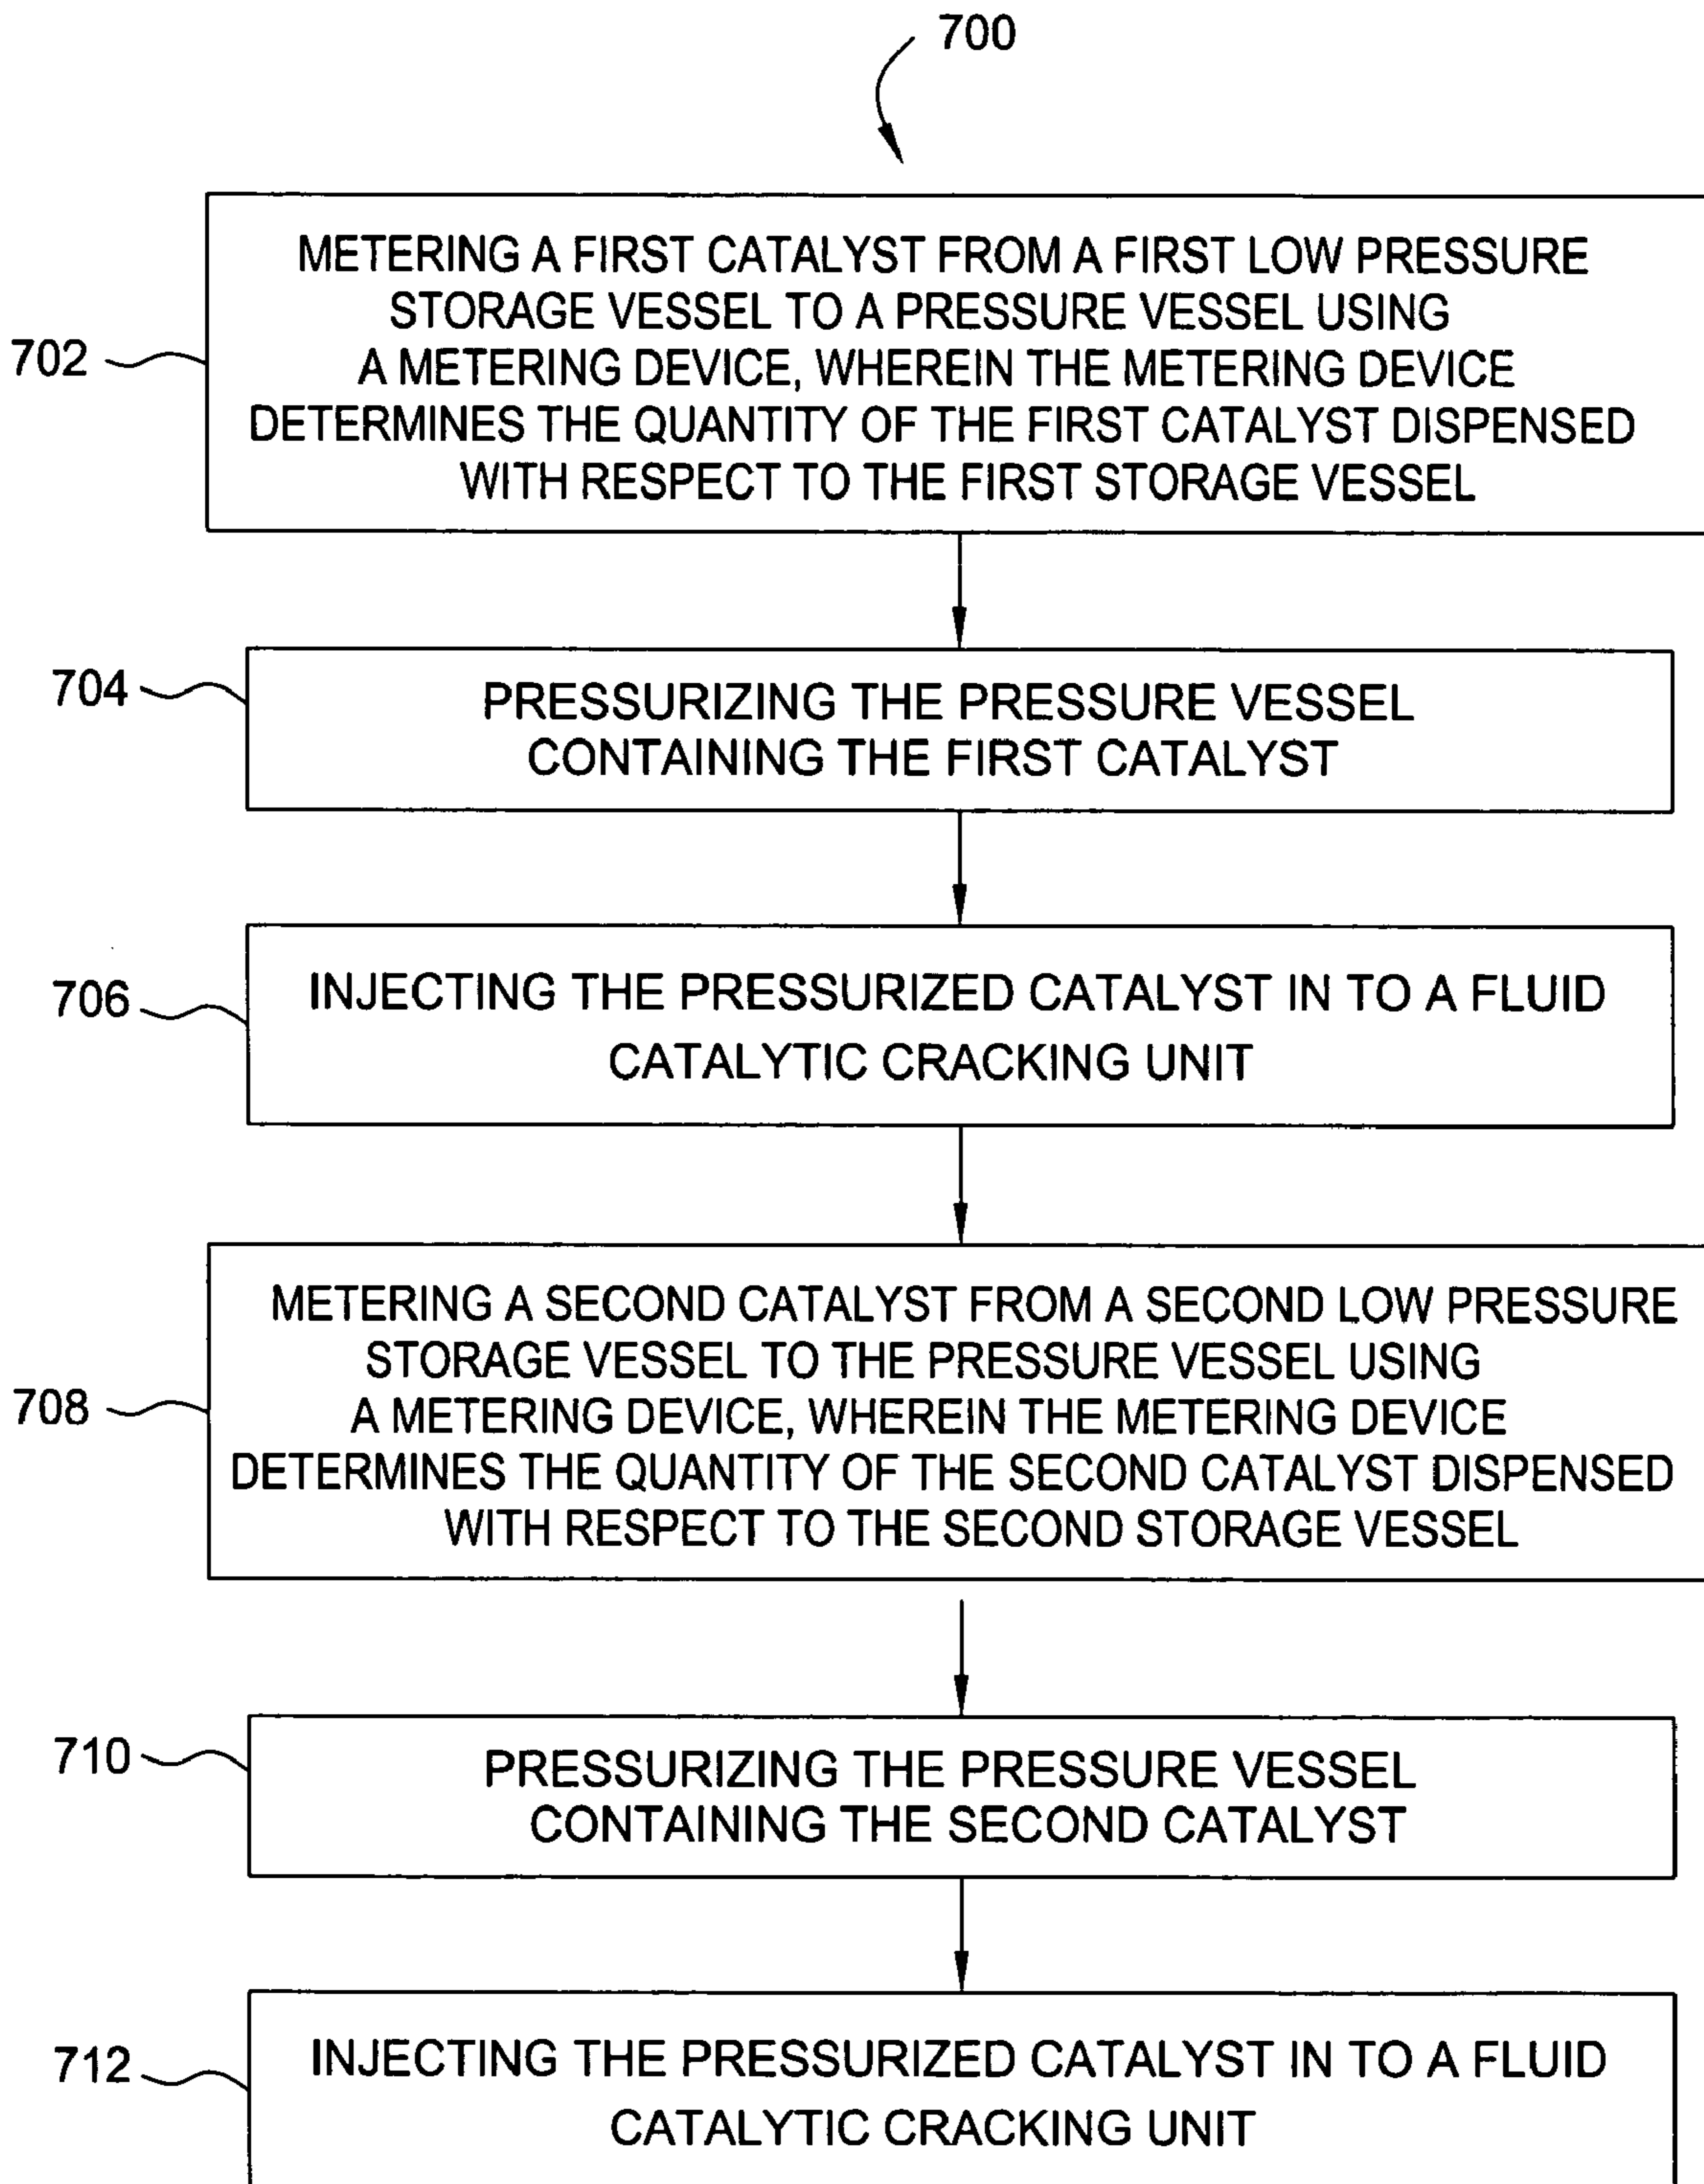 700
702
METERING A FIRST CATALYST FROM A FIRST LOW PRESSURE
STORAGE VESSEL TO A PRESSURE VESSEL USING
A METERING DEVICE, WHEREIN THE METERING DEVICE
DETERMINES THE QUANTITY OF THE FIRST CATALYST DISPENSED
WITH RESPECT TO THE FIRST STORAGE VESSEL
704
PRESSURIZING THE PRESSURE VESSEL
CONTAINING THE FIRST CATALYST
706
INJECTING THE PRESSURIZED CATALYST IN TO A FLUID
CATALYTIC CRACKING UNIT
708
METERING A SECOND CATALYST FROM A SECOND LOW PRESSURE
STORAGE VESSEL TO THE PRESSURE VESSEL USING
A METERING DEVICE, WHEREIN THE METERING DEVICE
DETERMINES THE QUANTITY OF THE SECOND CATALYST DISPENSED
WITH RESPECT TO THE SECOND STORAGE VESSEL
710
PRESSURIZING THE PRESSURE VESSEL
CONTAINING THE SECOND CATALYST
712
INJECTING THE PRESSURIZED CATALYST IN TO A FLUID
CATALYTIC CRACKING UNIT